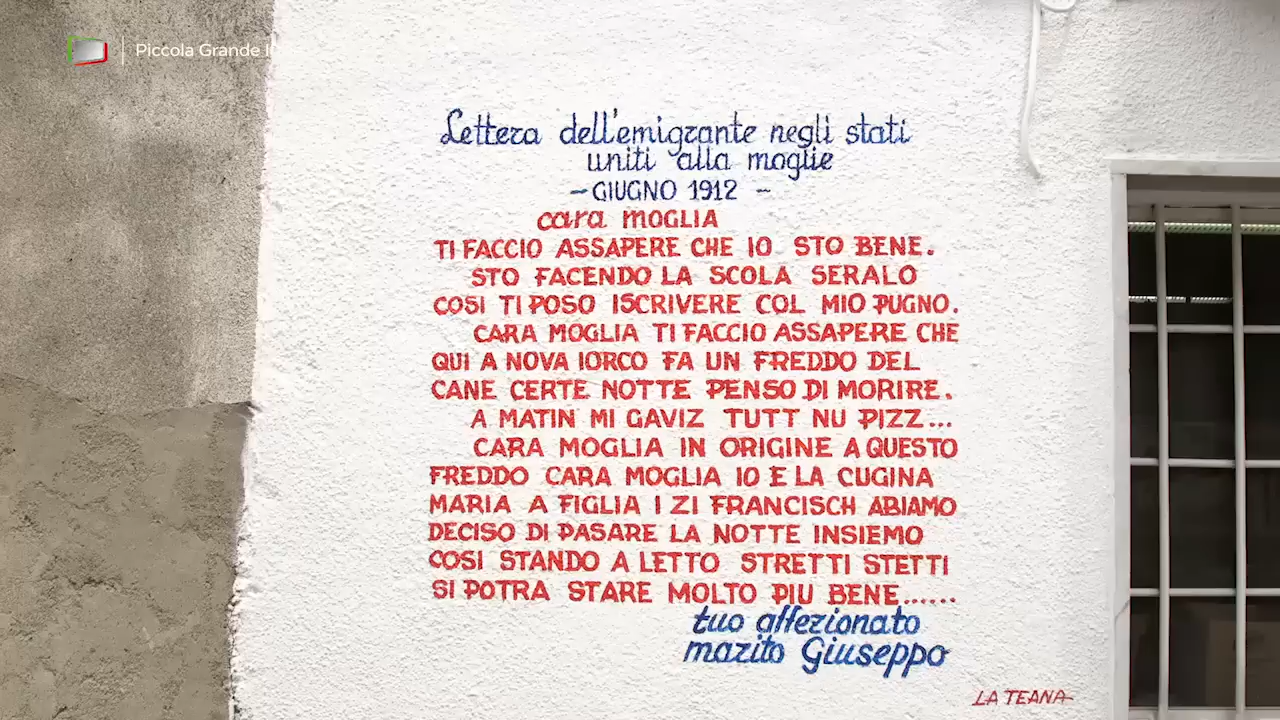 Piccola Grande
Lettera dell'emigrante negli stati
uniti alla moglie
- GIUGNO 1912 -
cara MOGLIA
TI FACCIO ASSAPERE CHE IO STO BENE.
STO FACENDO LA SCOLA SERALO
COSI TI POSO ISCRIVERE COL MIO PUGNO.
CARA MOGLIA TI FACCIO ASSAPERE CHE
QUI A NOVA IORCO FA UN FREDDO DEL
CANE CERTE NOTTE PENSO DI MORIRE.
A MATIN MI GAVIZ TUTT NU PIZZ...
CARA MOGLIA IN ORIGINE A QUESTO
FREDDO CARA MOGLIA IO E LA CUGINA
MARIA A FIGLIA I ZI FRANCISCH ABIAMO
DECISO DI PASARE LA NOTTE INSIEMO
COSI STANDO A LETTO STRETTI STETTI
SI POTRA STARE MOLTO PIU BENE......
tuo affezionato
marito Giuseppo
LA TEANA